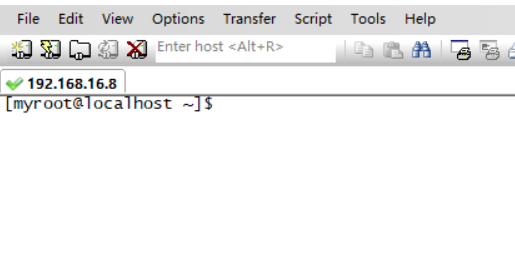 File Edit View Options Transfer Script Tools Help
Enter host <Alt+R>
192.168.16.8
[myroot@localhost ~]$